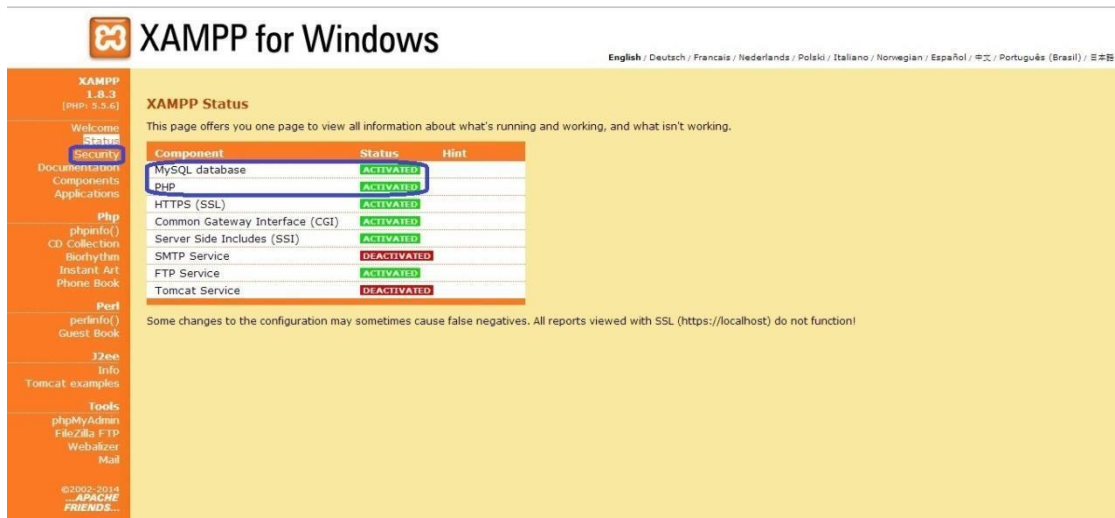 XAMPP for Windows
English / Deutsch / Francais / Nederlands / Polski / Italiano / Norwegian / Español / 中文 / Português (Brasil) / 日本語
XAMPP
1.8.3
[PHP: 5.5.6]
Welcome
Status
Security
Documentation
Components
Applications
Php
phpinfo()
CD Collection
Biorhythm
Instant Art
Phone Book
Perl
perlinfo()
Guest Book
J2ee
Info
Tomcat examples
Tools
phpMyAdmin
FileZilla FTP
Webalizer
Mail
©2002-2014
...APACHE
FRIENDS...
XAMPP Status
This page offers you one page to view all information about what's running and working, and what isn't working.
Component Status Hint
MySQL database ACTIVATED
PHP ACTIVATED
HTTPS (SSL) ACTIVATED
Common Gateway Interface (CGI) ACTIVATED
Server Side Includes (SSI) ACTIVATED
SMTP Service DEACTIVATED
FTP Service ACTIVATED
Tomcat Service DEACTIVATED
Some changes to the configuration may sometimes cause false negatives. All reports viewed with SSL (https://localhost) do not function!